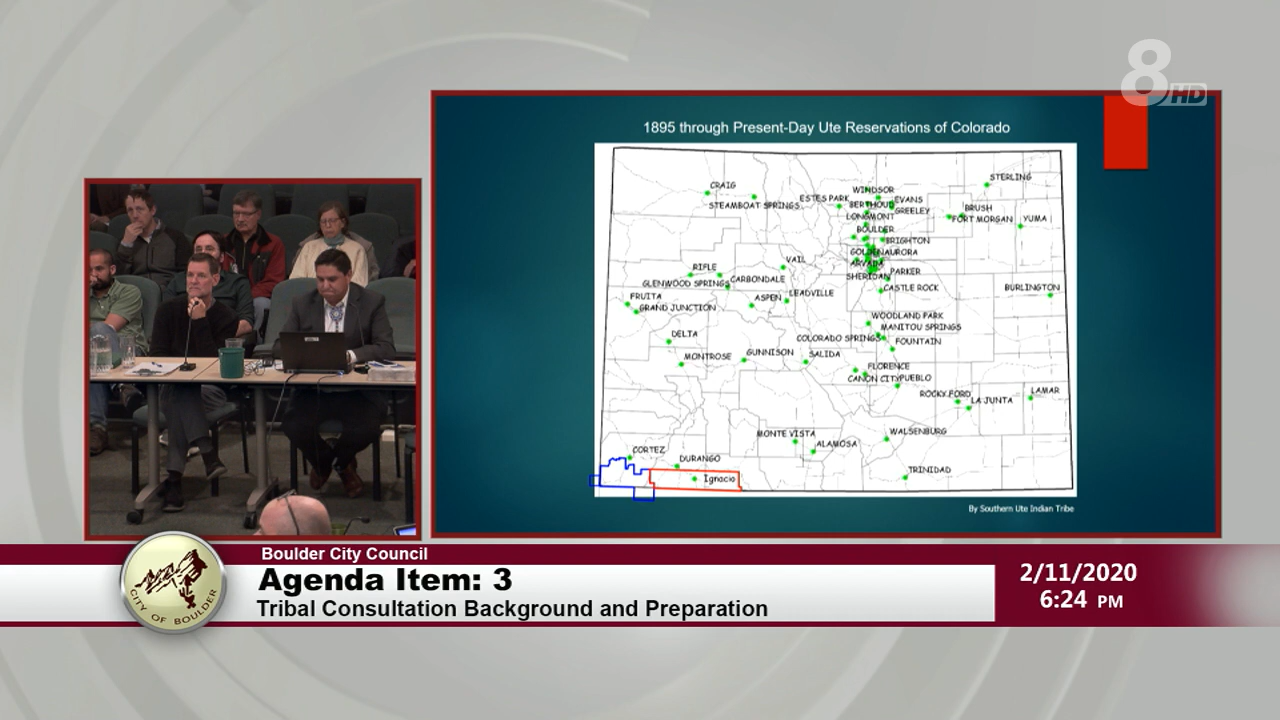 8
HD
1895 through Present-Day Ute Reservations of Colorado
CRAIG
STEAMBOAT SPRINGS
ESTES PARK
WINDSOR
BERTHOUD
EVANS
GREELEY
LONGMONT
BOULDER
BRIGHTON
GOLDEN
AURORA
ARVADA
SHERIDAN
PARKER
CASTLE ROCK
STERLING
BRUSH
FORT MORGAN
YUMA
BURLINGTON
RIFLE
VAIL
GLENWOOD SPRINGS
CARBONDALE
FRUITA
GRAND JUNCTION
ASPEN
LEADVILLE
WOODLAND PARK
MANITOU SPRINGS
COLORADO SPRINGS
FOUNTAIN
DELTA
MONTROSE
GUNNISON
SALIDA
FLORENCE
CANON CITY
PUEBLO
ROCKY FORD
LA JUNTA
LAMAR
MONTE VISTA
ALAMOSA
WALSENBURG
CORTEZ
DURANGO
TRINIDAD
Ignacio
By Southern Ute Indian Tribe
Boulder City Council
Agenda Item: 3
Tribal Consultation Background and Preparation
2/11/2020
6:24 PM
CITY OF BOULDER